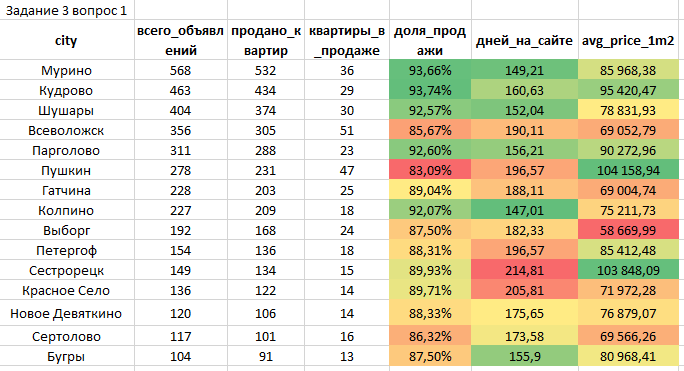 Задание 3 вопрос 1
city всего_объявлений продано_квартир квартиры_в_продаже доля_продажи дней_на_сайте avg_price_1m2
Мурино 568 532 36 93,66% 149,21 85 968,38
Кудрово 463 434 29 93,74% 160,63 95 420,47
Шушары 404 374 30 92,57% 152,04 78 831,93
Всеволожск 356 305 51 85,67% 190,11 69 052,79
Парголово 311 288 23 92,60% 156,21 90 272,96
Пушкин 278 231 47 83,09% 196,57 104 158,94
Гатчина 228 203 25 89,04% 188,11 69 004,74
Колпино 227 209 18 92,07% 147,01 75 211,73
Выборг 192 168 24 87,50% 182,33 58 669,99
Петергоф 154 136 18 88,31% 196,57 85 412,48
Сестрорецк 149 134 15 89,93% 214,81 103 848,09
Красное Село 136 122 14 89,71% 205,81 71 972,28
Новое Девяткино 120 106 14 88,33% 175,65 76 879,07
Сертолово 117 101 16 86,32% 173,58 69 566,26
Бугры 104 91 13 87,50% 155,9 80 968,41